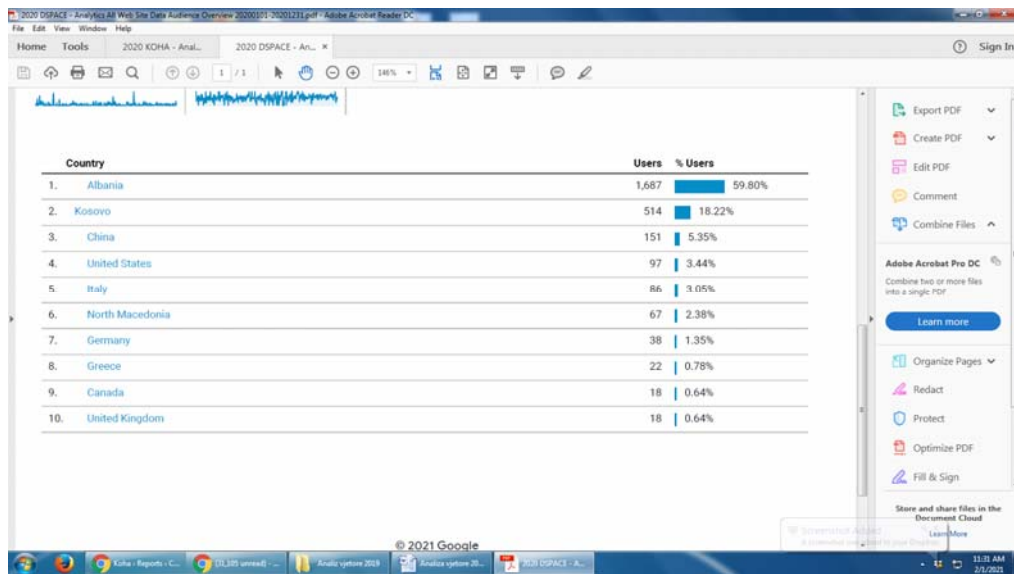 2020 DSPACE - Analytics All Web Site Data Audience Overview 20200101-20201231.pdf - Adobe Acrobat Reader DC
File Edit View Window Help
Home Tools 2020 KOHA - Anal... 2020 DSPACE - An... × Sign In
1 / 1 146%
Country Users % Users
1. Albania 1,687 59.80%
2. Kosovo 514 18.22%
3. China 151 5.35%
4. United States 97 3.44%
5. Italy 86 3.05%
6. North Macedonia 67 2.38%
7. Germany 38 1.35%
8. Greece 22 0.78%
9. Canada 18 0.64%
10. United Kingdom 18 0.64%
© 2021 Google
Export PDF
Create PDF
Edit PDF
Comment
Combine Files
Adobe Acrobat Pro DC
Combine two or more files
into a single PDF
Learn more
Organize Pages
Redact
Protect
Optimize PDF
Fill & Sign
Store and share files in the
Document Cloud
Learn More
Screenshot Added
Koha › Reports › C... (31,105 unread) - ... Analiz vjetore 2019 Analiza vjetore 20... 2020 DSPACE - A...
11:31 AM
2/1/2021